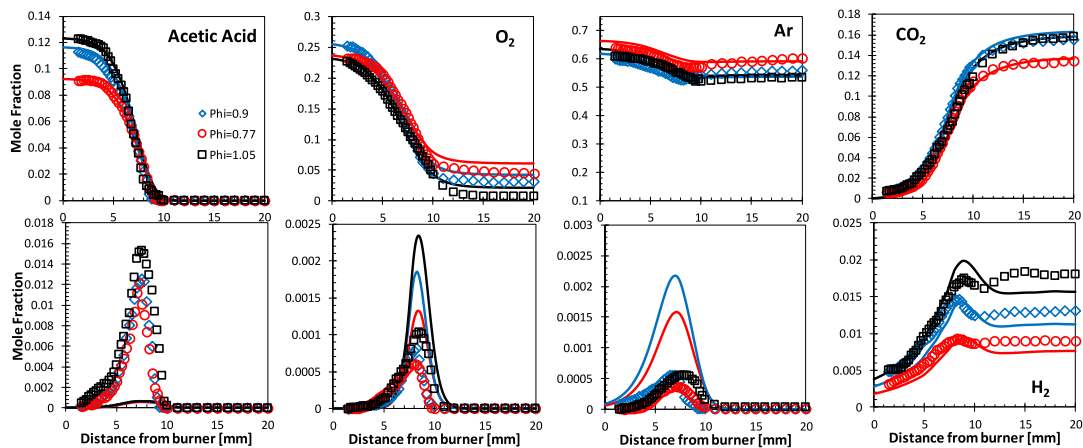 Mole Fraction
0.14
0.12
0.10
0.08
0.06
0.04
0.02
0.00
0 5 10 15 20
Acetic Acid
Phi=0.9
Phi=0.77
Phi=1.05
0.3
0.25
0.2
0.15
0.1
0.05
0
0 5 10 15 20
O2
0.7
0.6
0.5
0.4
0.3
0.2
0.1
0
0 5 10 15 20
Ar
0.20
0.16
0.12
0.08
0.04
0.00
0 5 10 15 20
CO2
Mole Fraction
0.018
0.016
0.014
0.012
0.01
0.008
0.006
0.004
0.002
0
0 5 10 15 20
Distance from burner [mm]
0.0025
0.002
0.0015
0.001
0.0005
0
0 5 10 15 20
Distance from burner [mm]
0.003
0.0025
0.002
0.0015
0.001
0.0005
0
0 5 10 15 20
Distance from burner [mm]
0.03
0.025
0.02
0.015
0.01
0.005
0
0 5 10 15 20
H2
Distance from burner [mm]